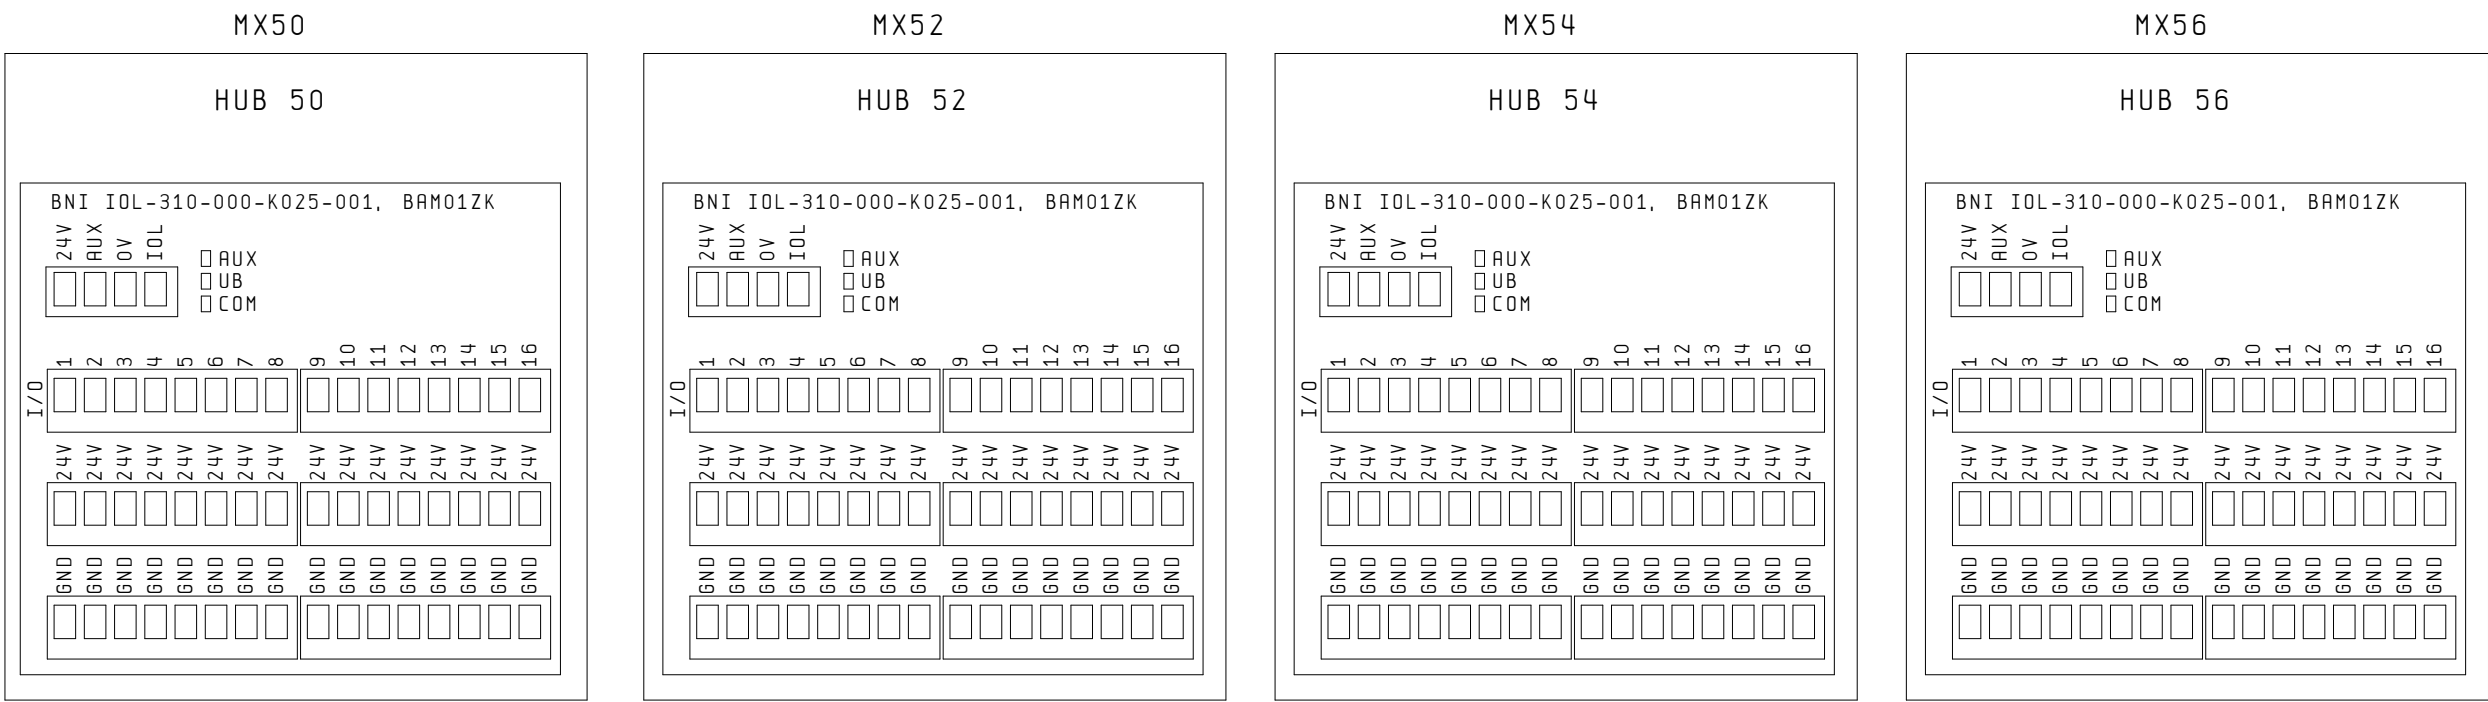 MX50 MX52 MX54 MX56
HUB 50 HUB 52 HUB 54 HUB 56
BNI IOL-310-000-K025-001, BAM01ZK BNI IOL-310-000-K025-001, BAM01ZK BNI IOL-310-000-K025-001, BAM01ZK BNI IOL-310-000-K025-001, BAM01ZK
24V AUX 0V IOL 24V AUX 0V IOL 24V AUX 0V IOL 24V AUX 0V IOL
AUX AUX AUX AUX
UB UB UB UB
COM COM COM COM
1 2 3 4 5 6 7 8 9 10 11 12 13 14 15 16 1 2 3 4 5 6 7 8 9 10 11 12 13 14 15 16 1 2 3 4 5 6 7 8 9 10 11 12 13 14 15 16 1 2 3 4 5 6 7 8 9 10 11 12 13 14 15 16
I/O I/O I/O I/O
24V 24V 24V 24V 24V 24V 24V 24V 24V 24V 24V 24V 24V 24V 24V 24V 24V 24V 24V 24V 24V 24V 24V 24V 24V 24V 24V 24V 24V 24V 24V 24V 24V 24V 24V 24V 24V 24V 24V 24V 24V 24V 24V 24V 24V 24V 24V 24V 24V 24V 24V 24V 24V 24V 24V 24V 24V 24V 24V 24V 24V 24V 24V 24V
GND GND GND GND GND GND GND GND GND GND GND GND GND GND GND GND GND GND GND GND GND GND GND GND GND GND GND GND GND GND GND GND GND GND GND GND GND GND GND GND GND GND GND GND GND GND GND GND GND GND GND GND GND GND GND GND GND GND GND GND GND GND GND GND